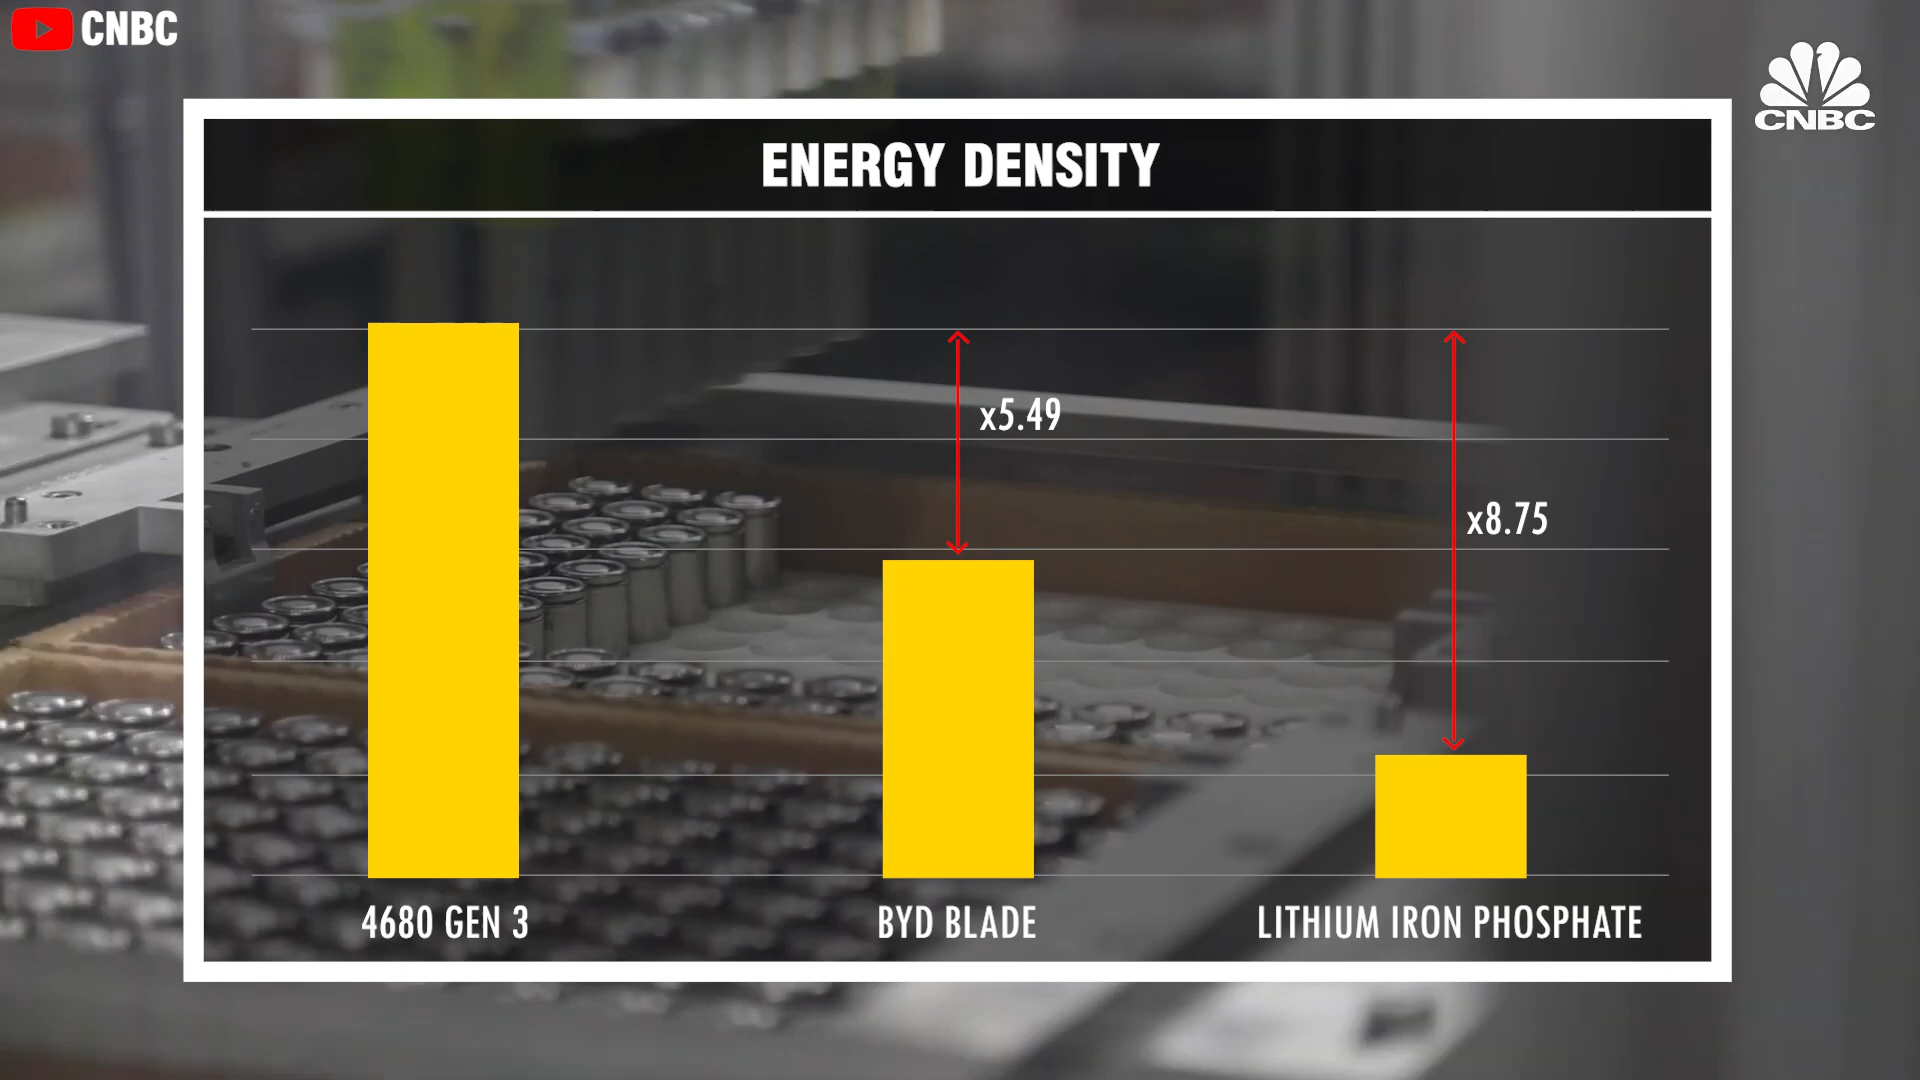 CNBC
CNBC
ENERGY DENSITY
x5.49
x8.75
4680 GEN 3
BYD BLADE
LITHIUM IRON PHOSPHATE